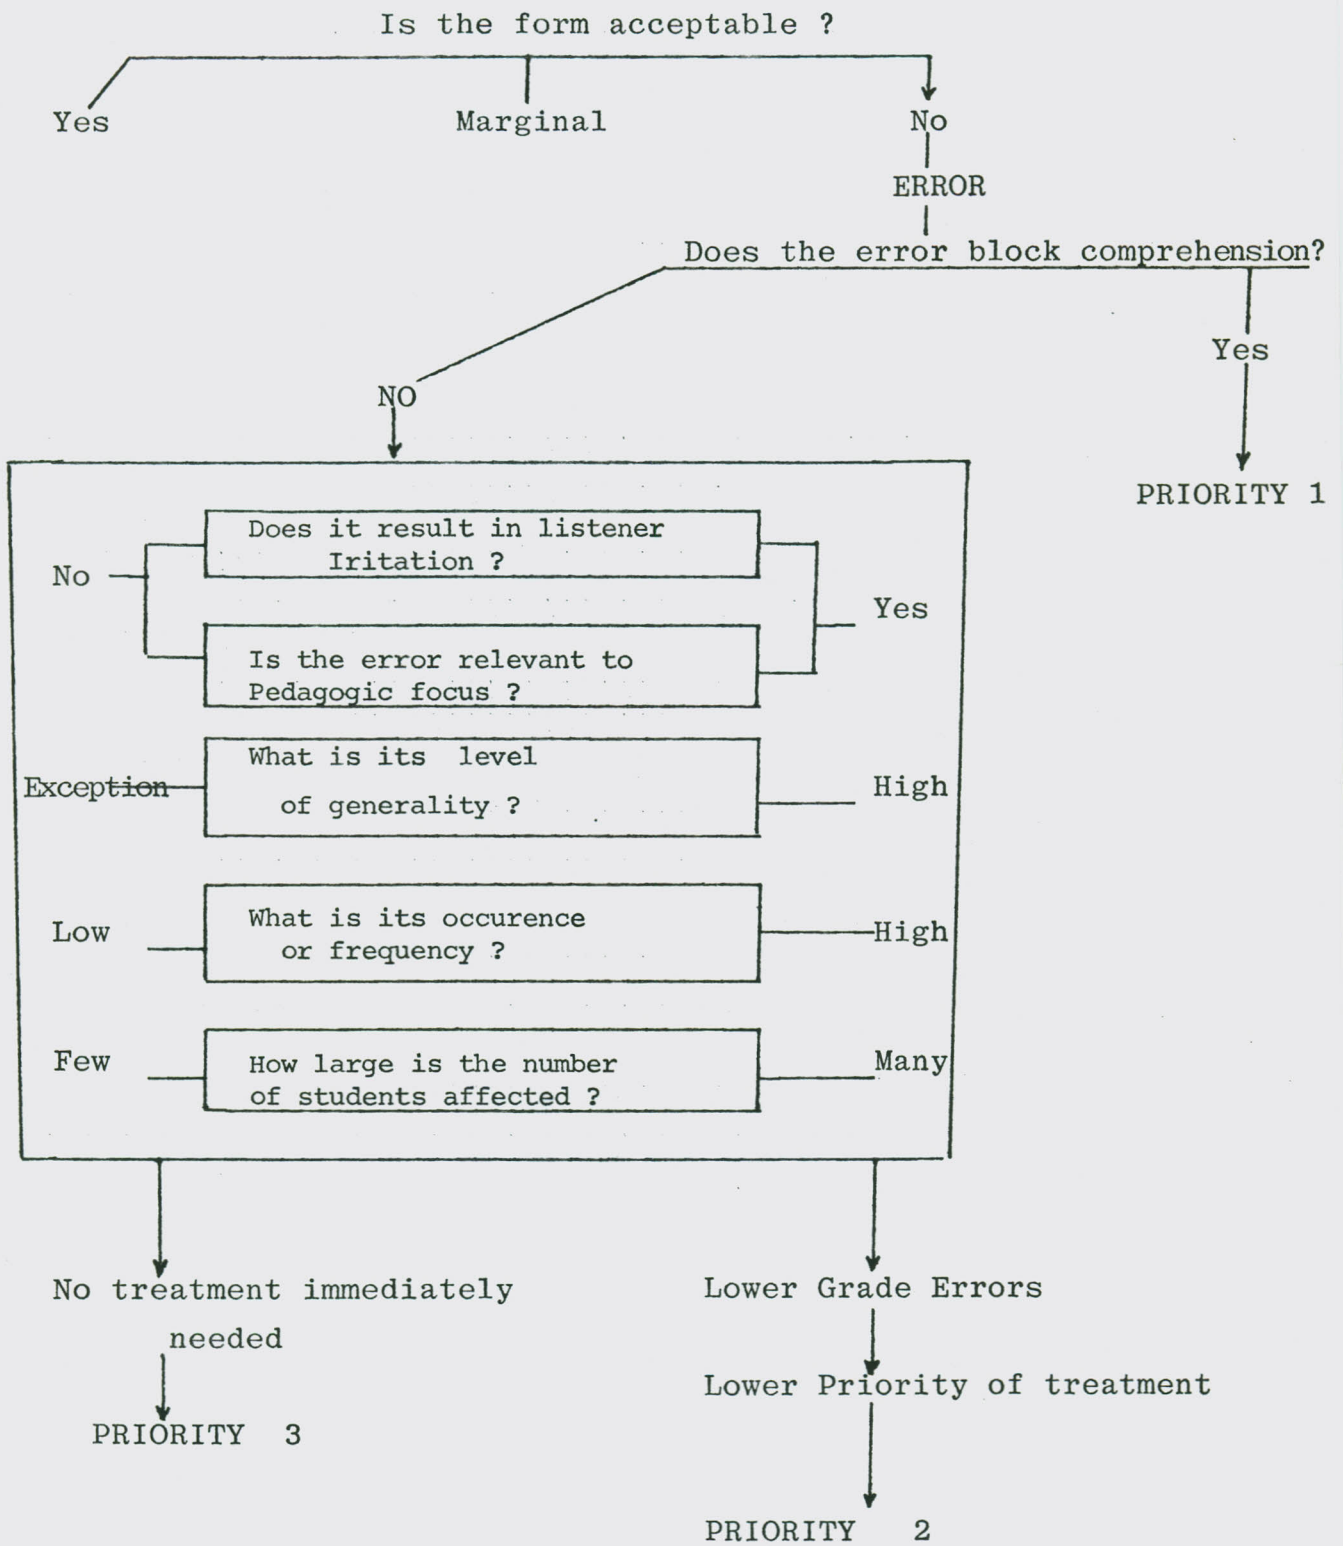 Is the form acceptable ?
Yes
Marginal
No
ERROR
Does the error block comprehension?
Yes
NO
PRIORITY 1
Does it result in listener
Iritation ?
No
Yes
Is the error relevant to
Pedagogic focus ?
What is its level
Exception
High
of generality ?
What is its occurence
Low
High
or frequency ?
Few
How large is the number
Many
of students affected ?
No treatment immediately
needed
PRIORITY 3
Lower Grade Errors
Lower Priority of treatment
PRIORITY 2